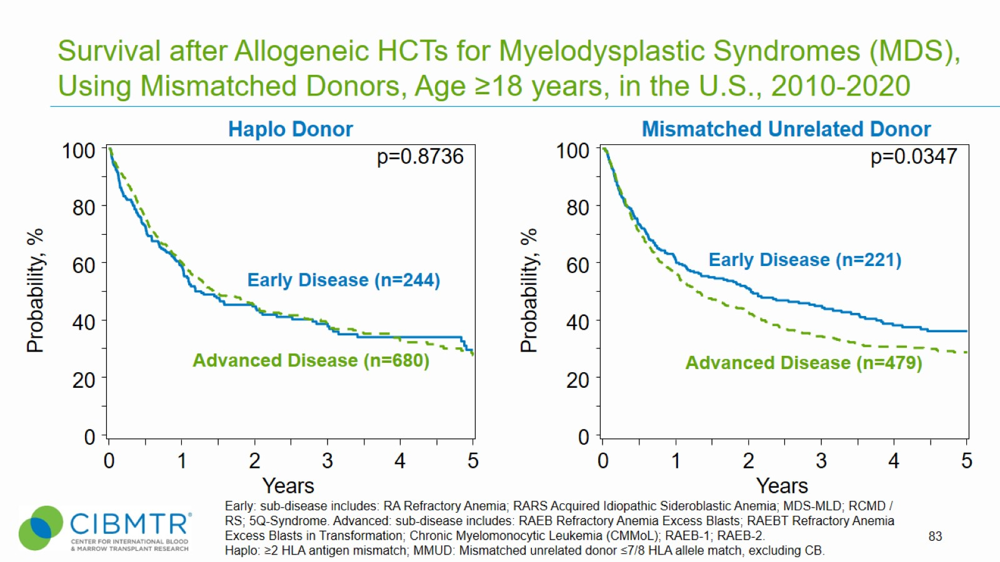 Survival after Allogeneic HCTs for Myelodysplastic Syndromes (MDS),
Using Mismatched Donors, Age ≥18 years, in the U.S., 2010-2020
Haplo Donor
p=0.8736
100
80
60
40
20
0
Probability, %
Early Disease (n=244)
Advanced Disease (n=680)
0 1 2 3 4 5
Years
Mismatched Unrelated Donor
p=0.0347
100
80
60
40
20
0
Probability, %
Early Disease (n=221)
Advanced Disease (n=479)
0 1 2 3 4 5
Years
Early: sub-disease includes: RA Refractory Anemia; RARS Acquired Idiopathic Sideroblastic Anemia; MDS-MLD; RCMD /
RS; 5Q-Syndrome. Advanced: sub-disease includes: RAEB Refractory Anemia Excess Blasts; RAEBT Refractory Anemia
Excess Blasts in Transformation; Chronic Myelomonocytic Leukemia (CMMoL); RAEB-1; RAEB-2.
Haplo: ≥2 HLA antigen mismatch; MMUD: Mismatched unrelated donor ≤7/8 HLA allele match, excluding CB.
CIBMTR®
CENTER FOR INTERNATIONAL BLOOD
& MARROW TRANSPLANT RESEARCH
83